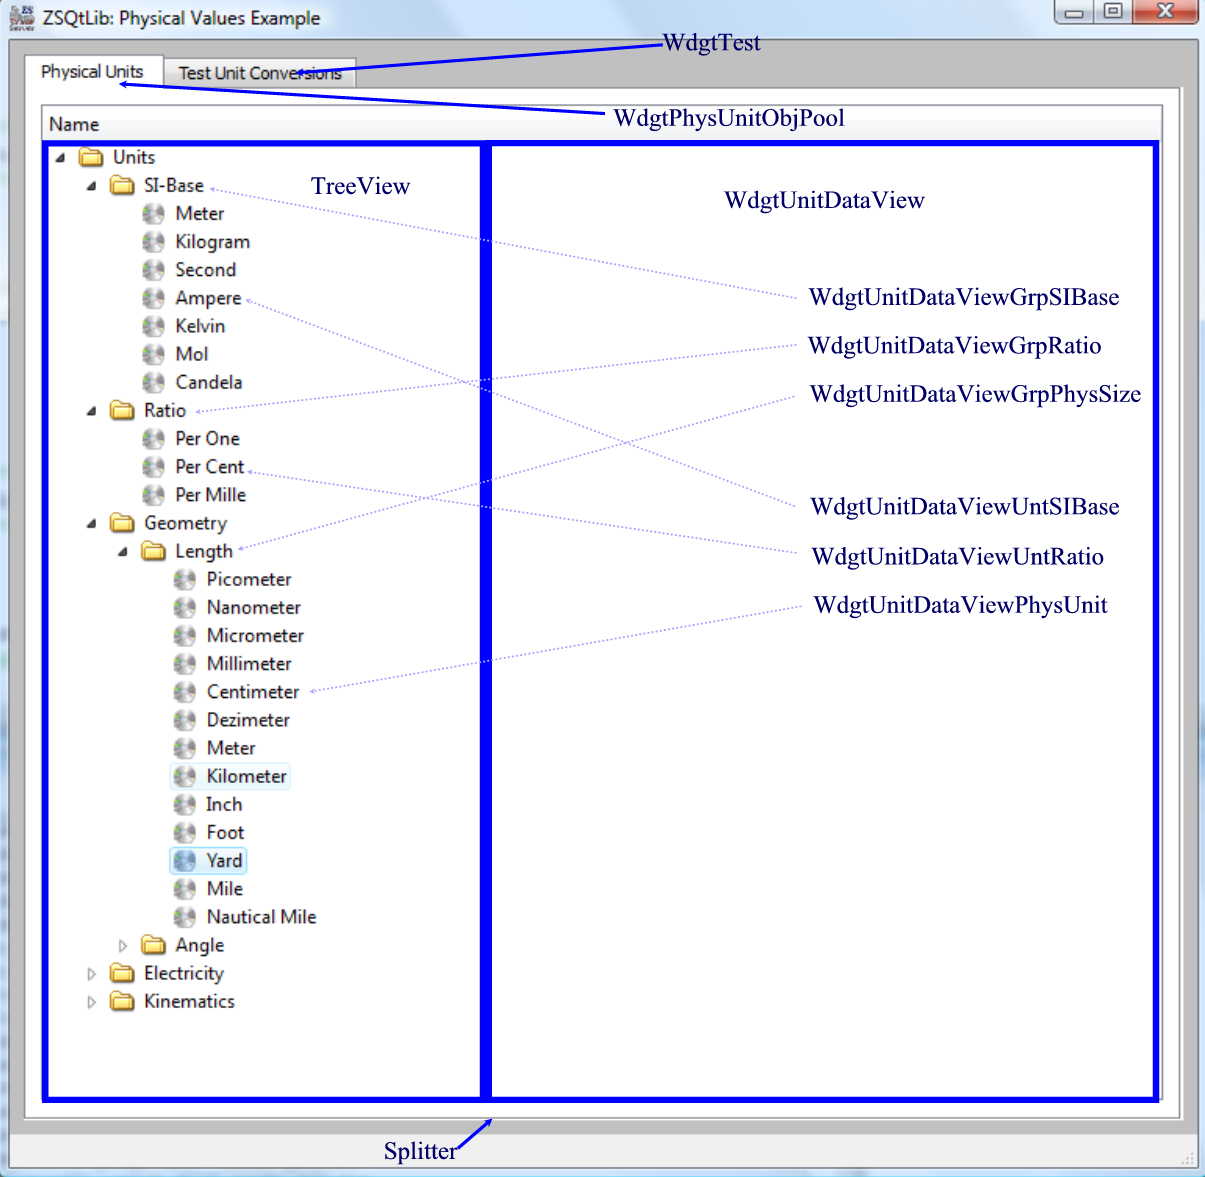 ZSQtLib: Physical Values Example
WdgtTest
Physical Units
Test Unit Conversions
WdgtPhysUnitObjPool
Name
Units
TreeView
SI-Base
WdgtUnitDataView
Meter
Kilogram
Second
Ampere
WdgtUnitDataViewGrpSIBase
Kelvin
WdgtUnitDataViewGrpRatio
Mol
Candela
WdgtUnitDataViewGrpPhysSize
Ratio
Per One
Per Cent
Per Mille
WdgtUnitDataViewUntSIBase
Geometry
Length
WdgtUnitDataViewUntRatio
Picometer
Nanometer
WdgtUnitDataViewPhysUnit
Micrometer
Millimeter
Centimeter
Dezimeter
Meter
Kilometer
Inch
Foot
Yard
Mile
Nautical Mile
Angle
Electricity
Kinematics
Splitter